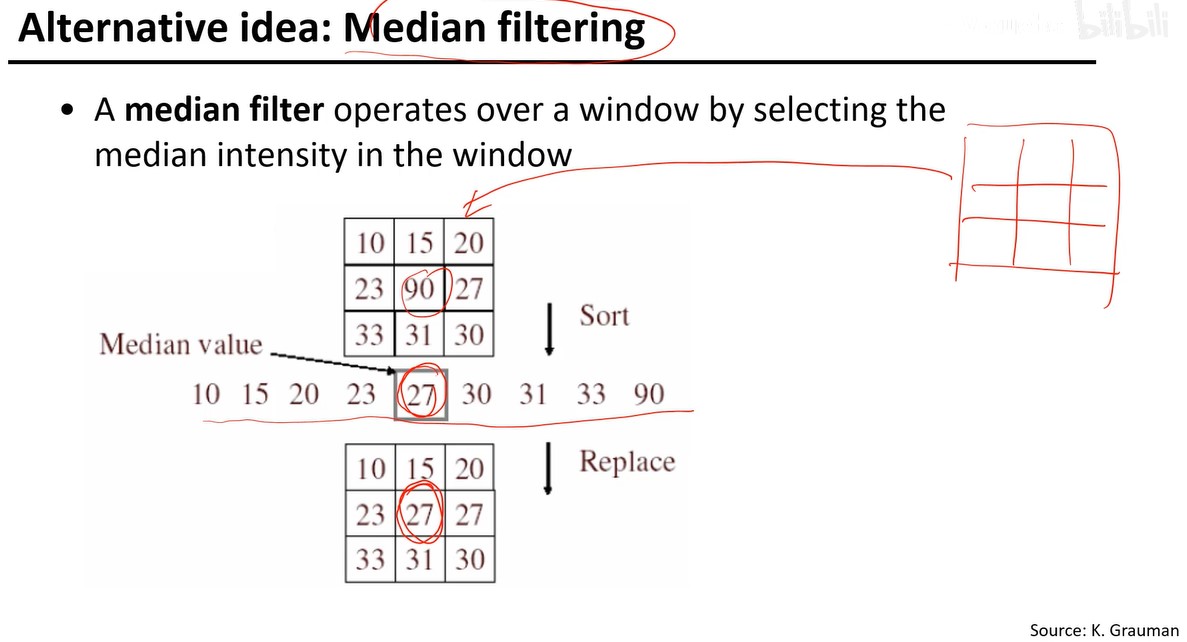 Alternative idea: Median filtering
bilibili
• A median filter operates over a window by selecting the
median intensity in the window
10 15 20
23 90 27
33 31 30
Sort
Median value
10 15 20 23 27 30 31 33 90
Replace
10 15 20
23 27 27
33 31 30
Source: K. Grauman